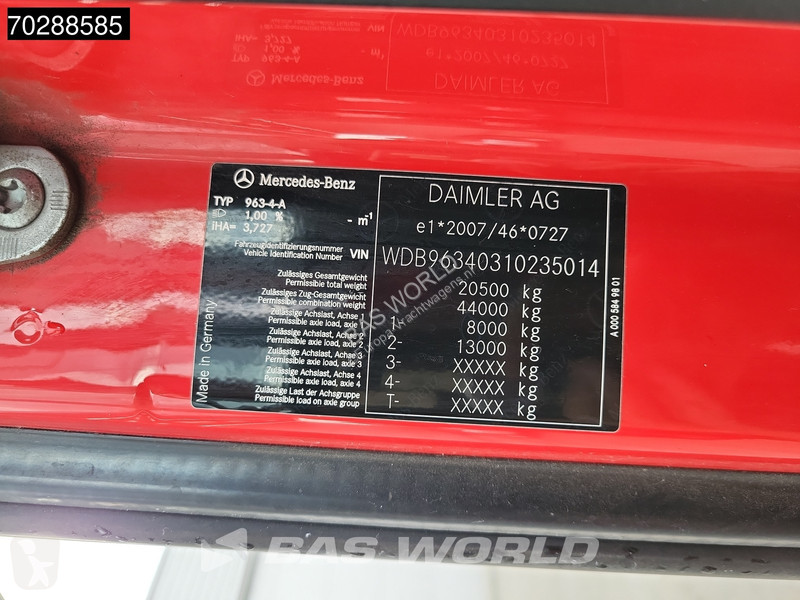 70288585
Mercedes-Benz
TYP 963-4-A
1,00 % - m-1
iHA= 3,727
Fahrzeugidentifizierungsnummer
Vehicle Identification Number VIN
Zulässiges Gesamtgewicht
Permissible total weight
Zulässiges Zug-Gesamtgewicht
Permissible combination weight
Zulässige Achslast, Achse 1
Permissible axle load, axle 1
Zulässige Achslast, Achse 2
Permissible axle load, axle 2
Zulässige Achslast, Achse 3
Permissible axle load, axle 3
Zulässige Achslast, Achse 4
Permissible axle load, axle 4
Zulässige Last der Achsgruppe
Permissible load on axle group
Made in Germany
DAIMLER AG
e1*2007/46*0727
WDB96340310235014
20500 kg
44000 kg
1- 8000 kg
2- 13000 kg
3- XXXXX kg
4- XXXXX kg
T- XXXXX kg
A 000 584 98 01
BAS WORLD
BAS WORLD